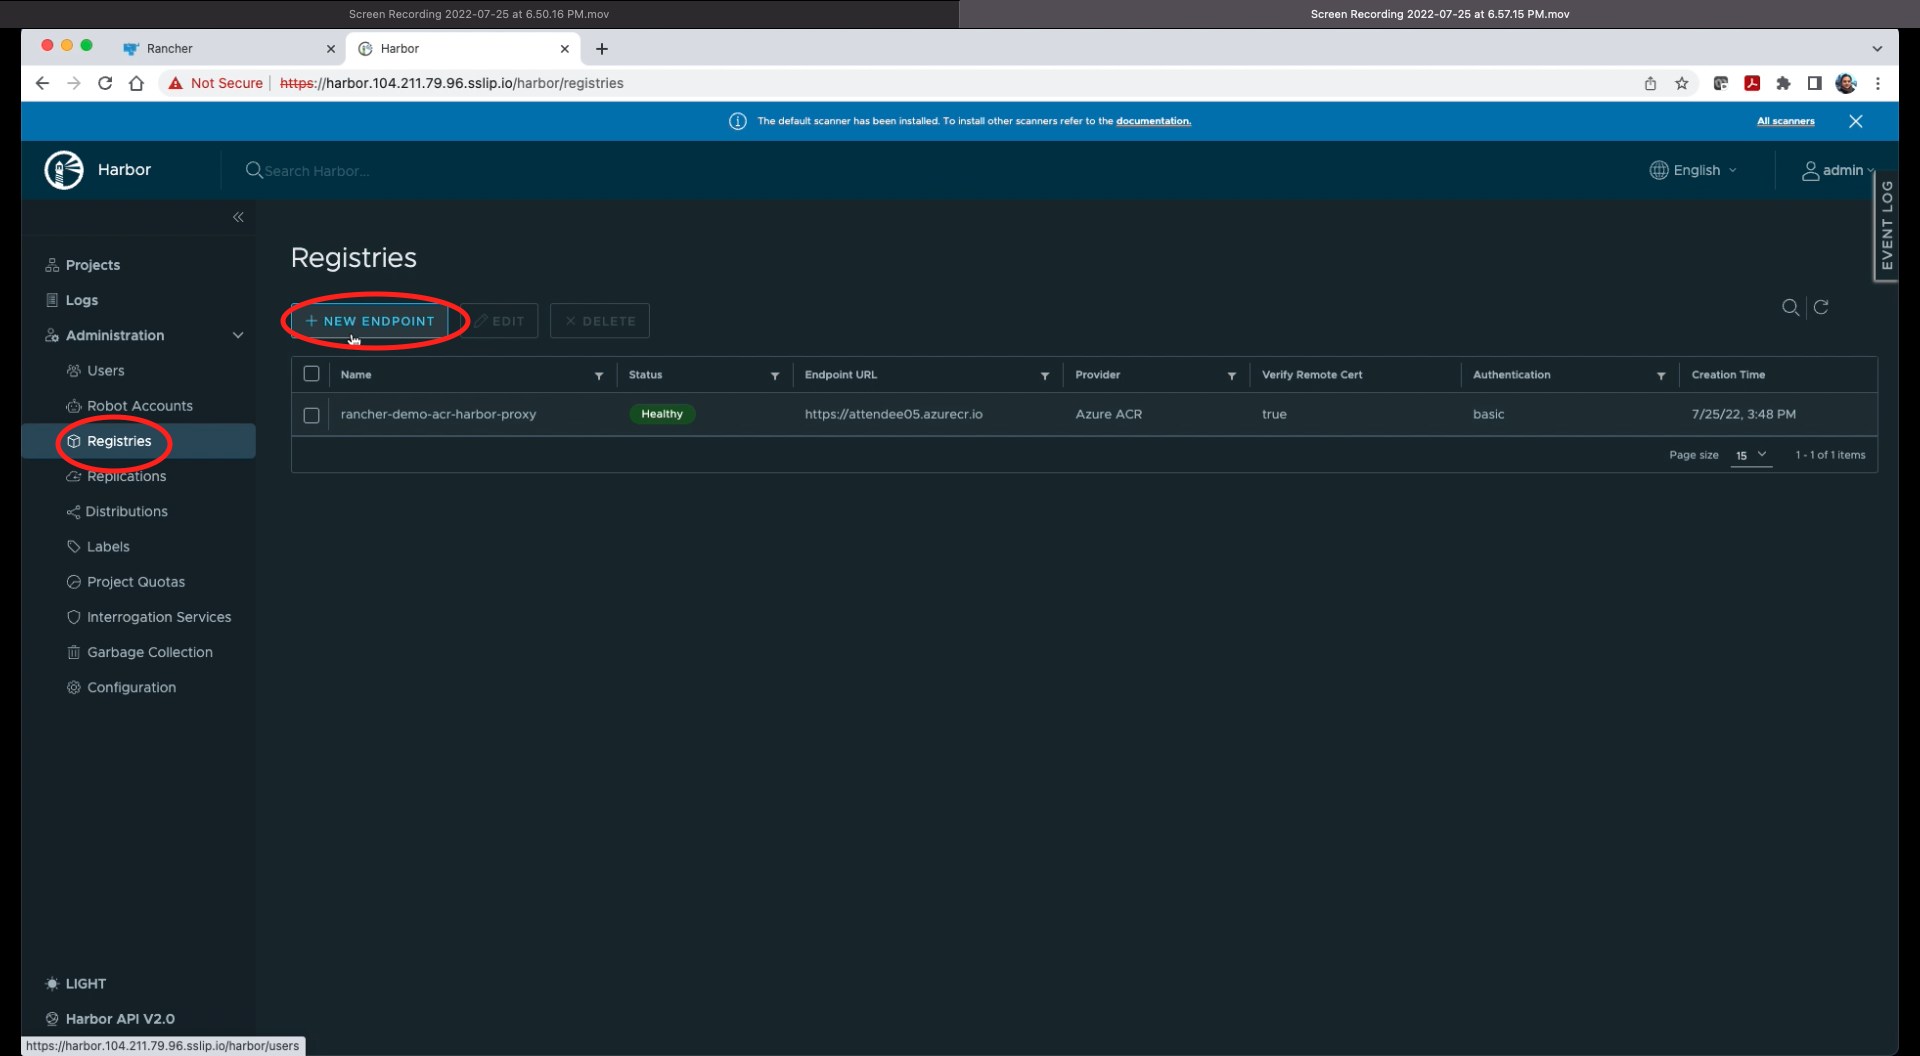 Screen Recording 2022-07-25 at 6.50.16 PM.mov
Screen Recording 2022-07-25 at 6.57.15 PM.mov
Rancher
Harbor
Not Secure
https://harbor.104.211.79.96.sslip.io/harbor/registries
The default scanner has been installed. To install other scanners refer to the documentation.
All scanners
Harbor
Search Harbor...
English
admin
EVENT LOG
Projects
Logs
Administration
Users
Robot Accounts
Registries
Replications
Distributions
Labels
Project Quotas
Interrogation Services
Garbage Collection
Configuration
LIGHT
Harbor API V2.0
https://harbor.104.211.79.96.sslip.io/harbor/users
Registries
+ NEW ENDPOINT
EDIT
DELETE
Name Status Endpoint URL Provider Verify Remote Cert Authentication Creation Time
rancher-demo-acr-harbor-proxy Healthy https://attendee05.azurecr.io Azure ACR true basic 7/25/22, 3:48 PM
Page size 15 1 - 1 of 1 items